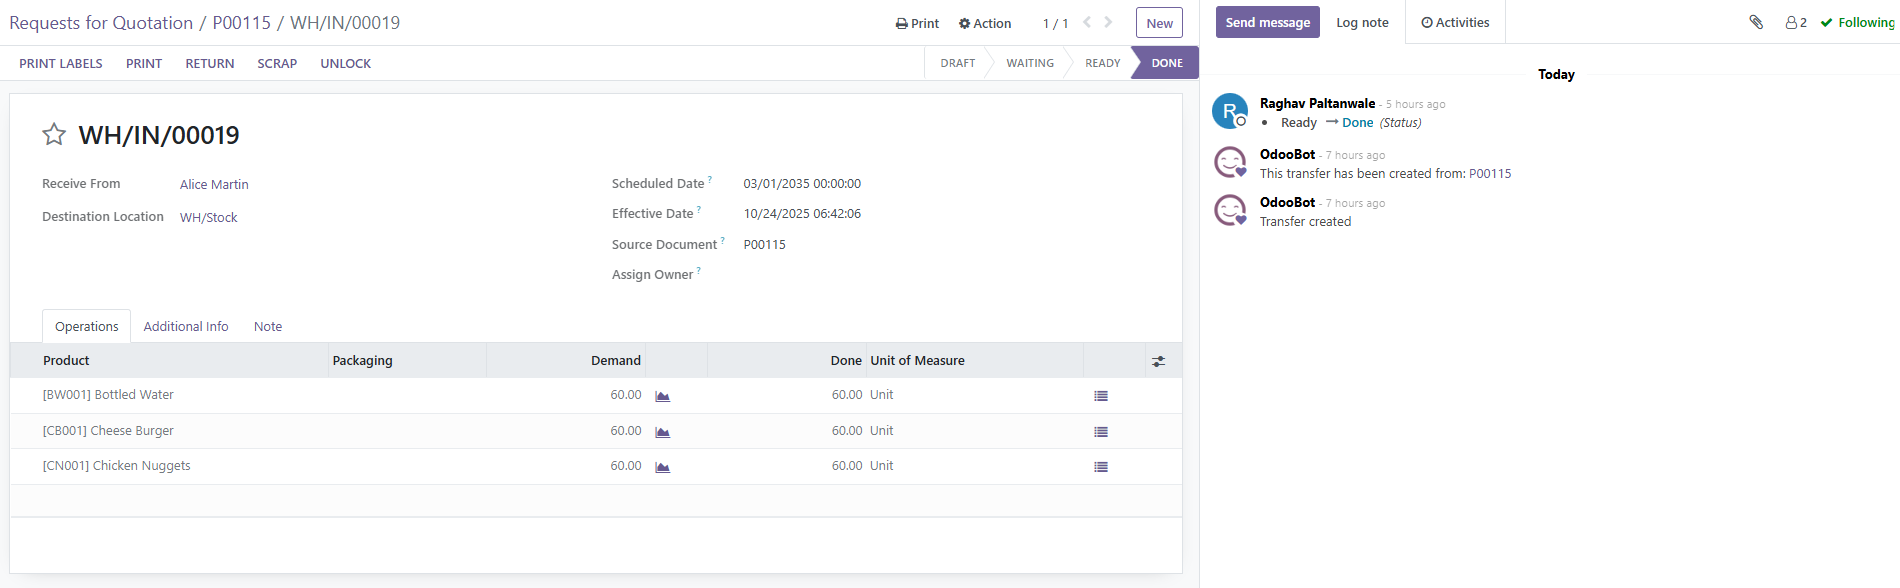 Requests for Quotation / P00115 / WH/IN/00019
Print Action 1 / 1 New
Send message Log note Activities 2 Following
PRINT LABELS PRINT RETURN SCRAP UNLOCK
DRAFT WAITING READY DONE
WH/IN/00019
Receive From Alice Martin
Destination Location WH/Stock
Scheduled Date ? 03/01/2035 00:00:00
Effective Date ? 10/24/2025 06:42:06
Source Document ? P00115
Assign Owner ?
Operations Additional Info Note
Product Packaging Demand Done Unit of Measure
[BW001] Bottled Water 60.00 60.00 Unit
[CB001] Cheese Burger 60.00 60.00 Unit
[CN001] Chicken Nuggets 60.00 60.00 Unit
Today
R
Raghav Paltanwale - 5 hours ago
• Ready → Done (Status)
OdooBot - 7 hours ago
This transfer has been created from: P00115
OdooBot - 7 hours ago
Transfer created